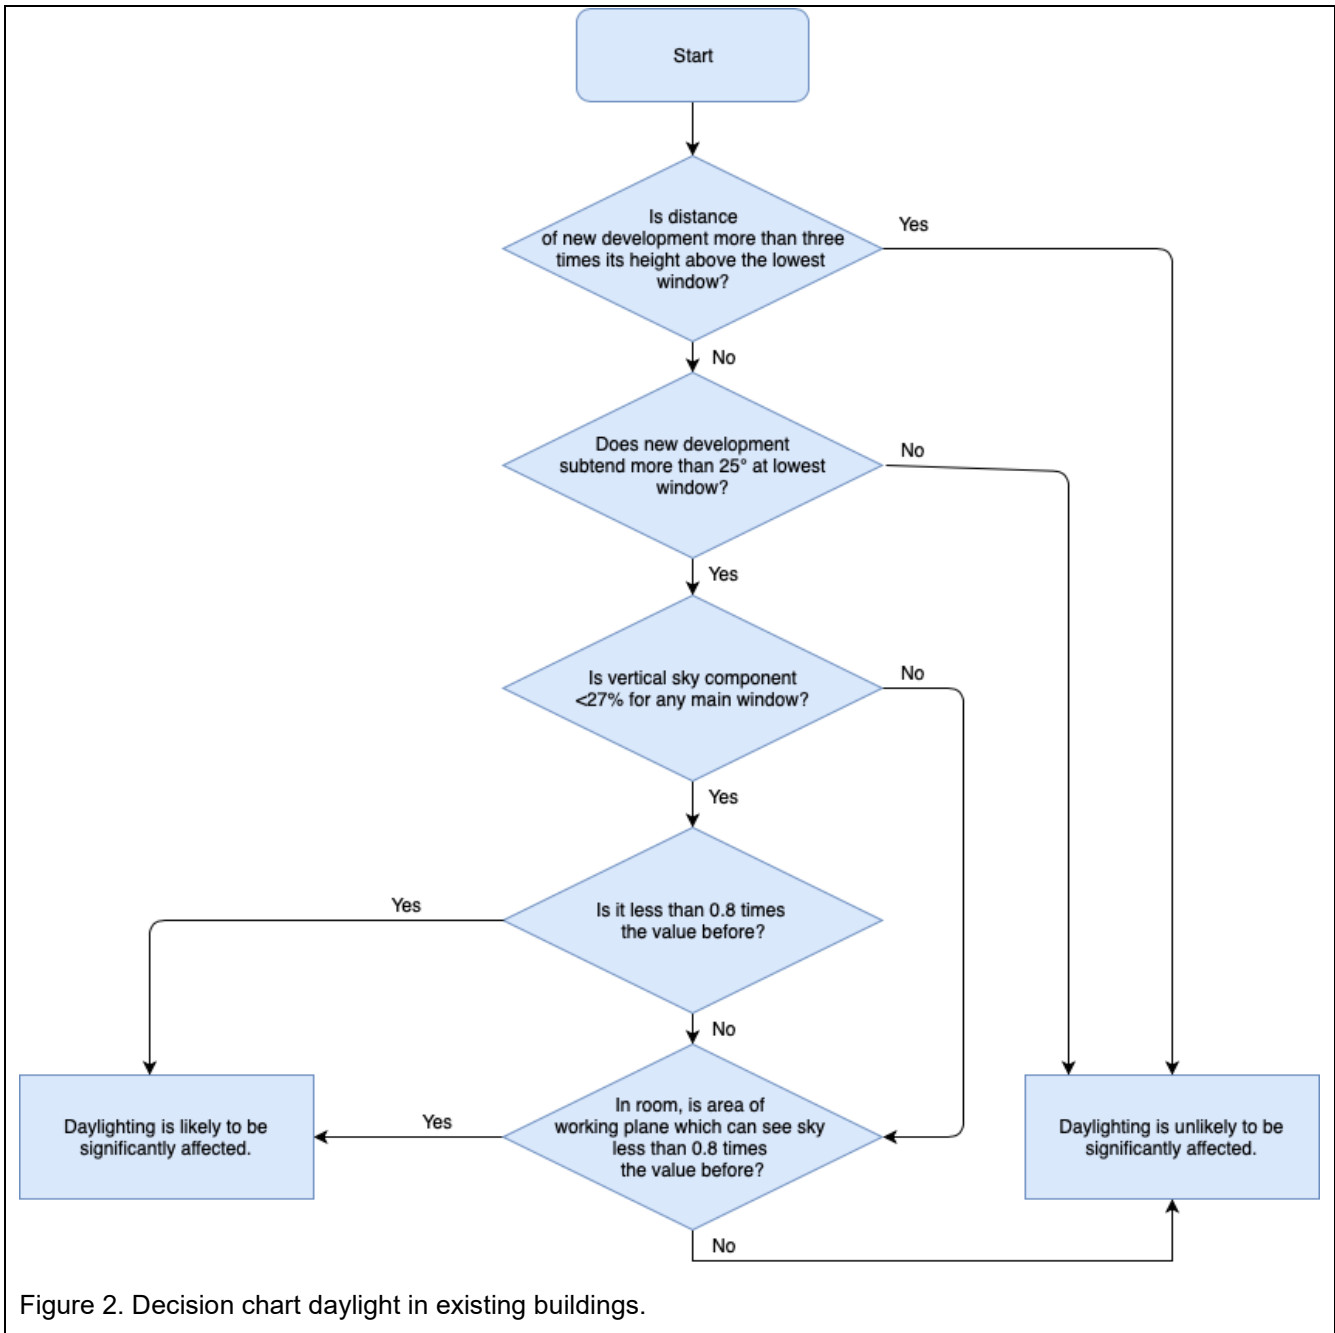 Start
Is distance
of new development more than three
times its height above the lowest
window?
Yes
No
Does new development
subtend more than 25° at lowest
window?
No
Yes
Is vertical sky component
<27% for any main window?
No
Yes
Is it less than 0.8 times
the value before?
Yes
No
In room, is area of
working plane which can see sky
less than 0.8 times
the value before?
Yes
No
Daylighting is likely to be
significantly affected.
Daylighting is unlikely to be
significantly affected.
Figure 2. Decision chart daylight in existing buildings.